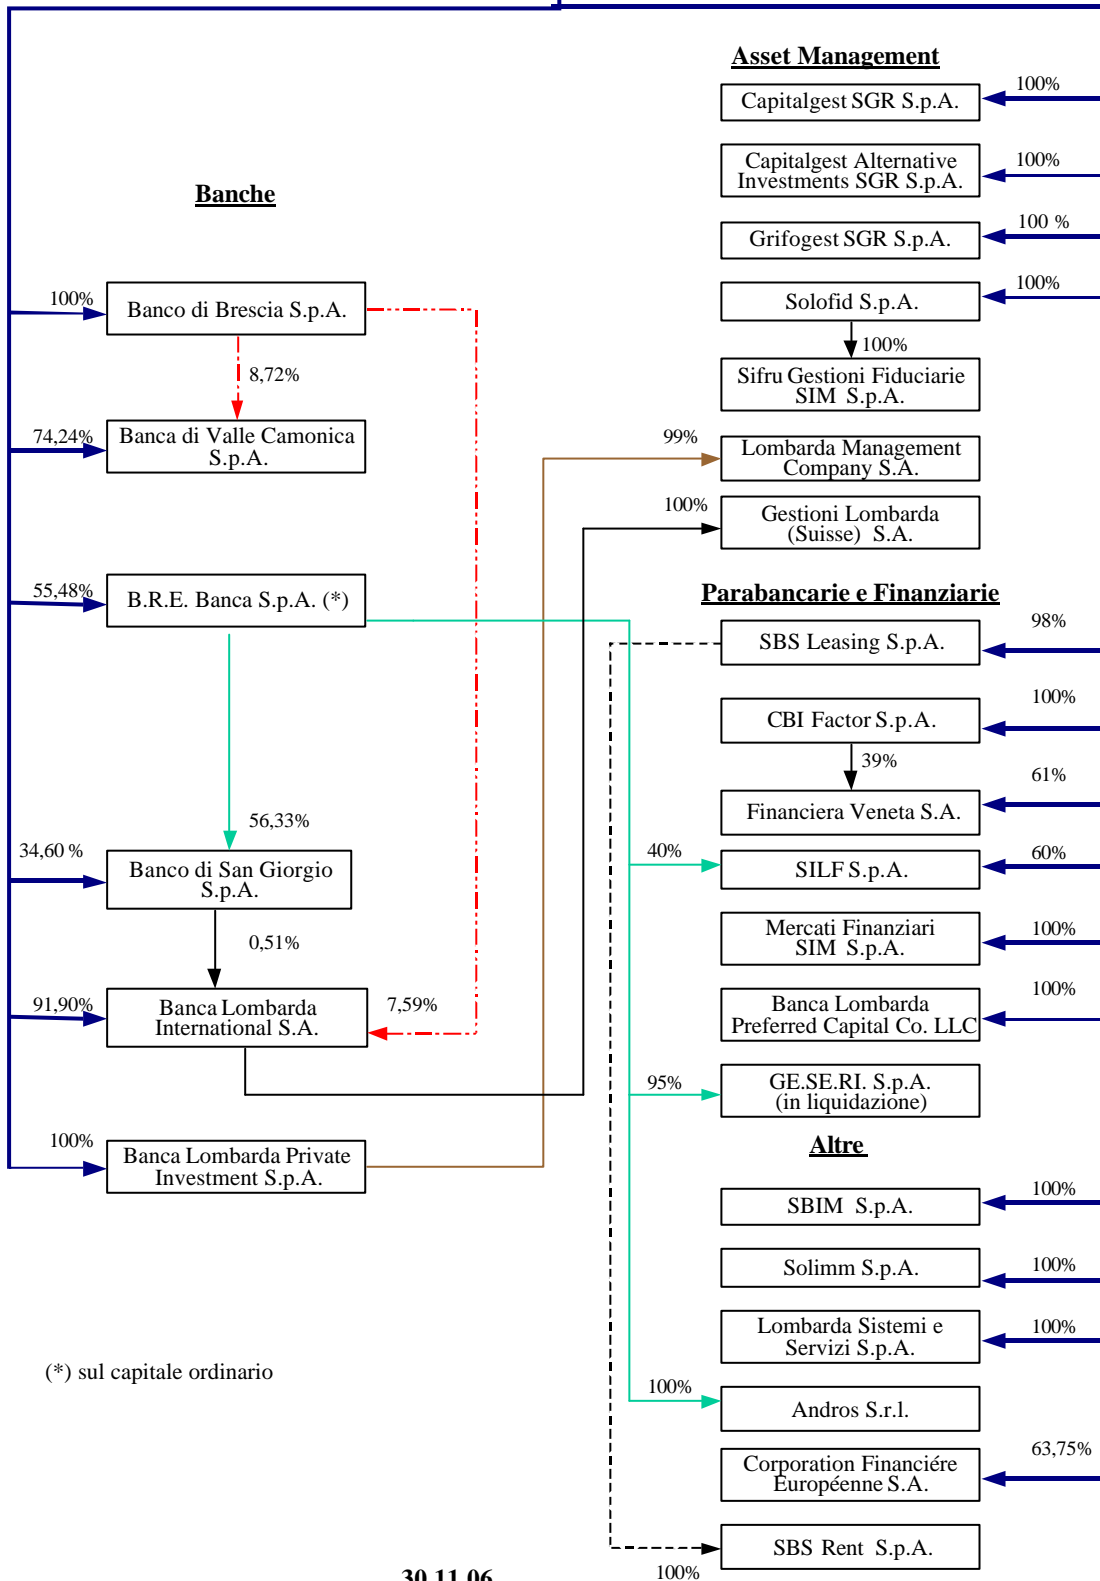 Banche
100%
Banco di Brescia S.p.A.
8,72%
74,24%
Banca di Valle Camonica
S.p.A.
55,48%
B.R.E. Banca S.p.A. (*)
56,33%
34,60 %
Banco di San Giorgio
S.p.A.
0,51%
91,90%
Banca Lombarda
International S.A.
7,59%
100%
Banca Lombarda Private
Investment S.p.A.
(*) sul capitale ordinario
Asset Management
Capitalgest SGR S.p.A.
100%
Capitalgest Alternative
Investments SGR S.p.A.
100%
Grifogest SGR S.p.A.
100 %
Solofid S.p.A.
100%
100%
Sifru Gestioni Fiduciarie
SIM S.p.A.
99%
Lombarda Management
Company S.A.
100%
Gestioni Lombarda
(Suisse) S.A.
Parabancarie e Finanziarie
SBS Leasing S.p.A.
98%
CBI Factor S.p.A.
100%
39%
Financiera Veneta S.A.
61%
40%
SILF S.p.A.
60%
Mercati Finanziari
SIM S.p.A.
100%
Banca Lombarda
Preferred Capital Co. LLC
100%
95%
GE.SE.RI. S.p.A.
(in liquidazione)
Altre
SBIM S.p.A.
100%
Solimm S.p.A.
100%
Lombarda Sistemi e
Servizi S.p.A.
100%
100%
Andros S.r.l.
Corporation Financiére
Européenne S.A.
63,75%
SBS Rent S.p.A.
100%
30.11.06